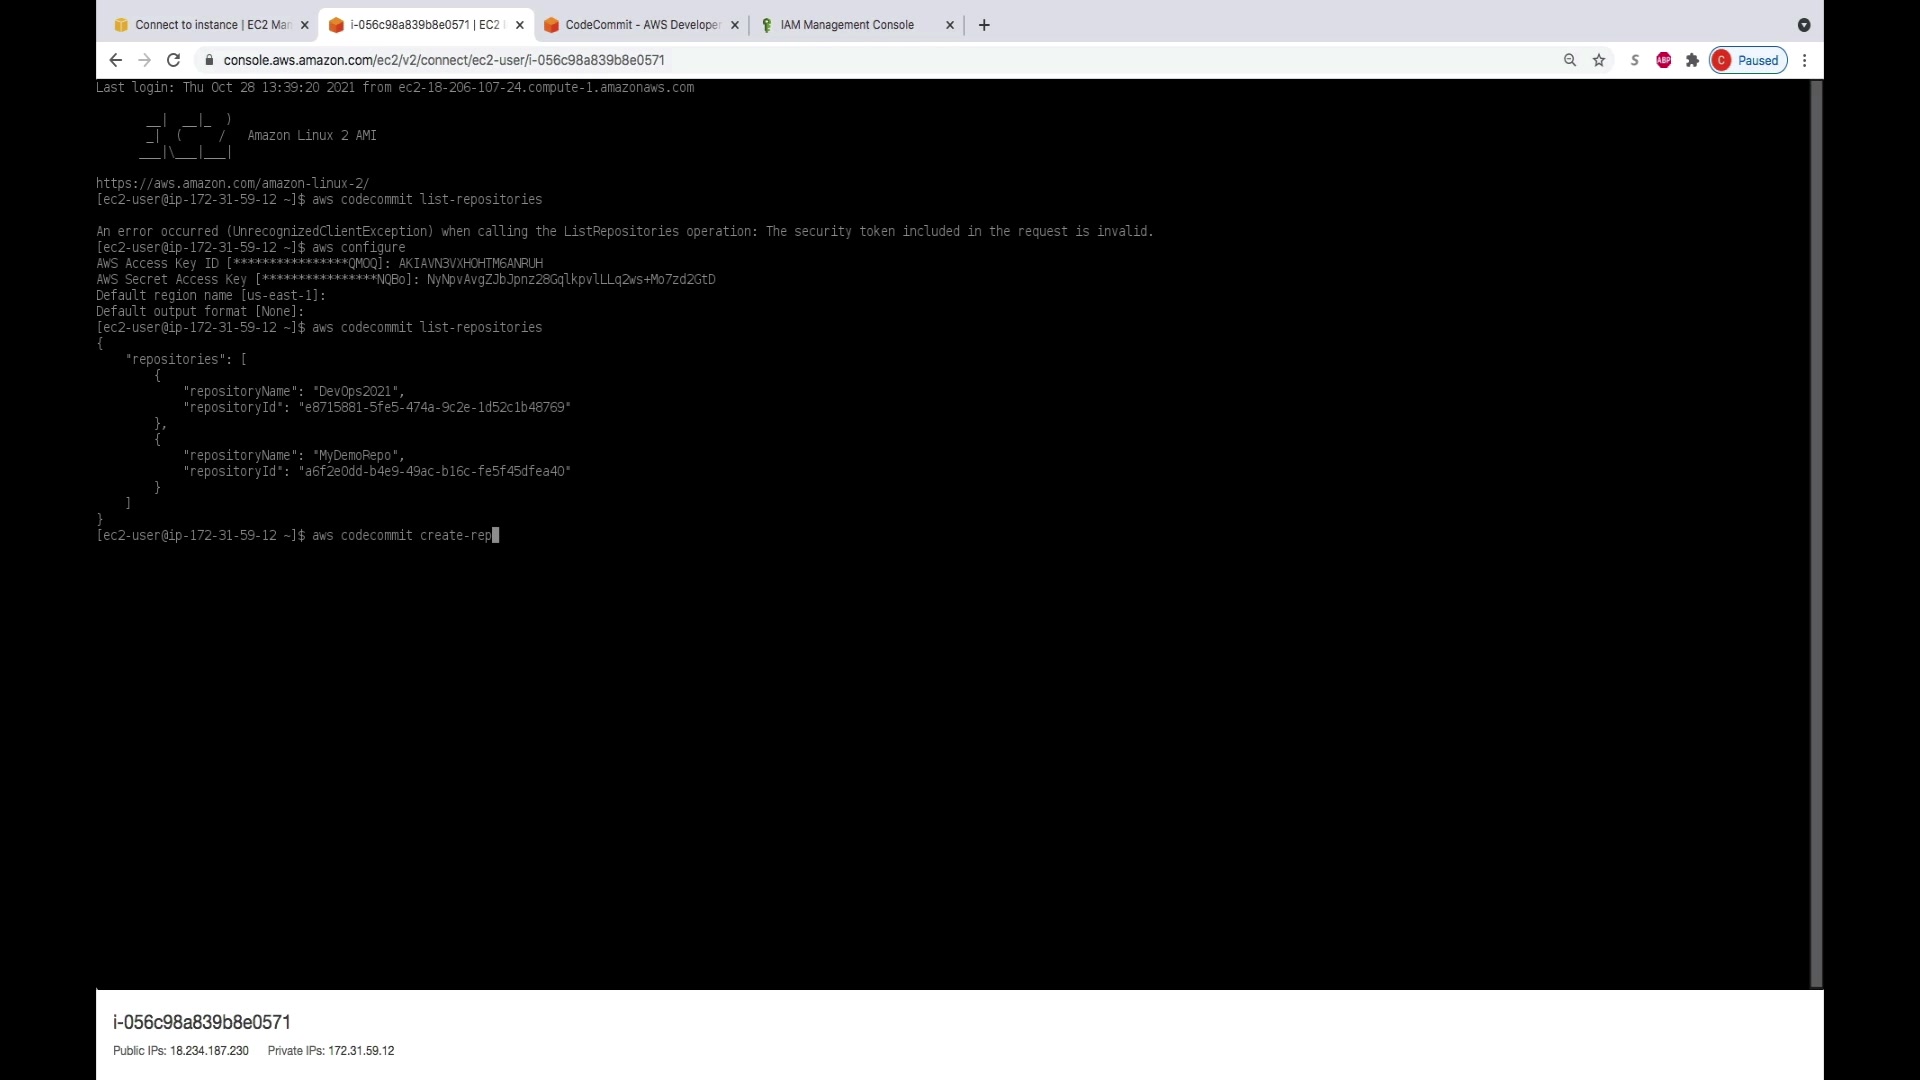 Connect to instance | EC2 Man
i-056c98a839b8e0571 | EC2 I
CodeCommit - AWS Developer
IAM Management Console
console.aws.amazon.com/ec2/v2/connect/ec2-user/i-056c98a839b8e0571
S
ABP
C
Paused
Last login: Thu Oct 28 13:39:20 2021 from ec2-18-206-107-24.compute-1.amazonaws.com
__|  __|_  )
_|  (     /   Amazon Linux 2 AMI
___|\___|___|
https://aws.amazon.com/amazon-linux-2/
[ec2-user@ip-172-31-59-12 ~]$ aws codecommit list-repositories
An error occurred (UnrecognizedClientException) when calling the ListRepositories operation: The security token included in the request is invalid.
[ec2-user@ip-172-31-59-12 ~]$ aws configure
AWS Access Key ID [****************QMOQ]: AKIAVN3VXHOHTM6ANRUH
AWS Secret Access Key [****************NQBo]: 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
Default region name [us-east-1]:
Default output format [None]:
[ec2-user@ip-172-31-59-12 ~]$ aws codecommit list-repositories
{
    "repositories": [
        {
            "repositoryName": "DevOps2021",
            "repositoryId": "e8715881-5fe5-474a-9c2e-1d52c1b48769"
        },
        {
            "repositoryName": "MyDemoRepo",
            "repositoryId": "a6f2e0dd-b4e9-49ac-b16c-fe5f45dfea40"
        }
    ]
}
[ec2-user@ip-172-31-59-12 ~]$ aws codecommit create-rep
i-056c98a839b8e0571
Public IPs: 18.234.187.230 Private IPs: 172.31.59.12